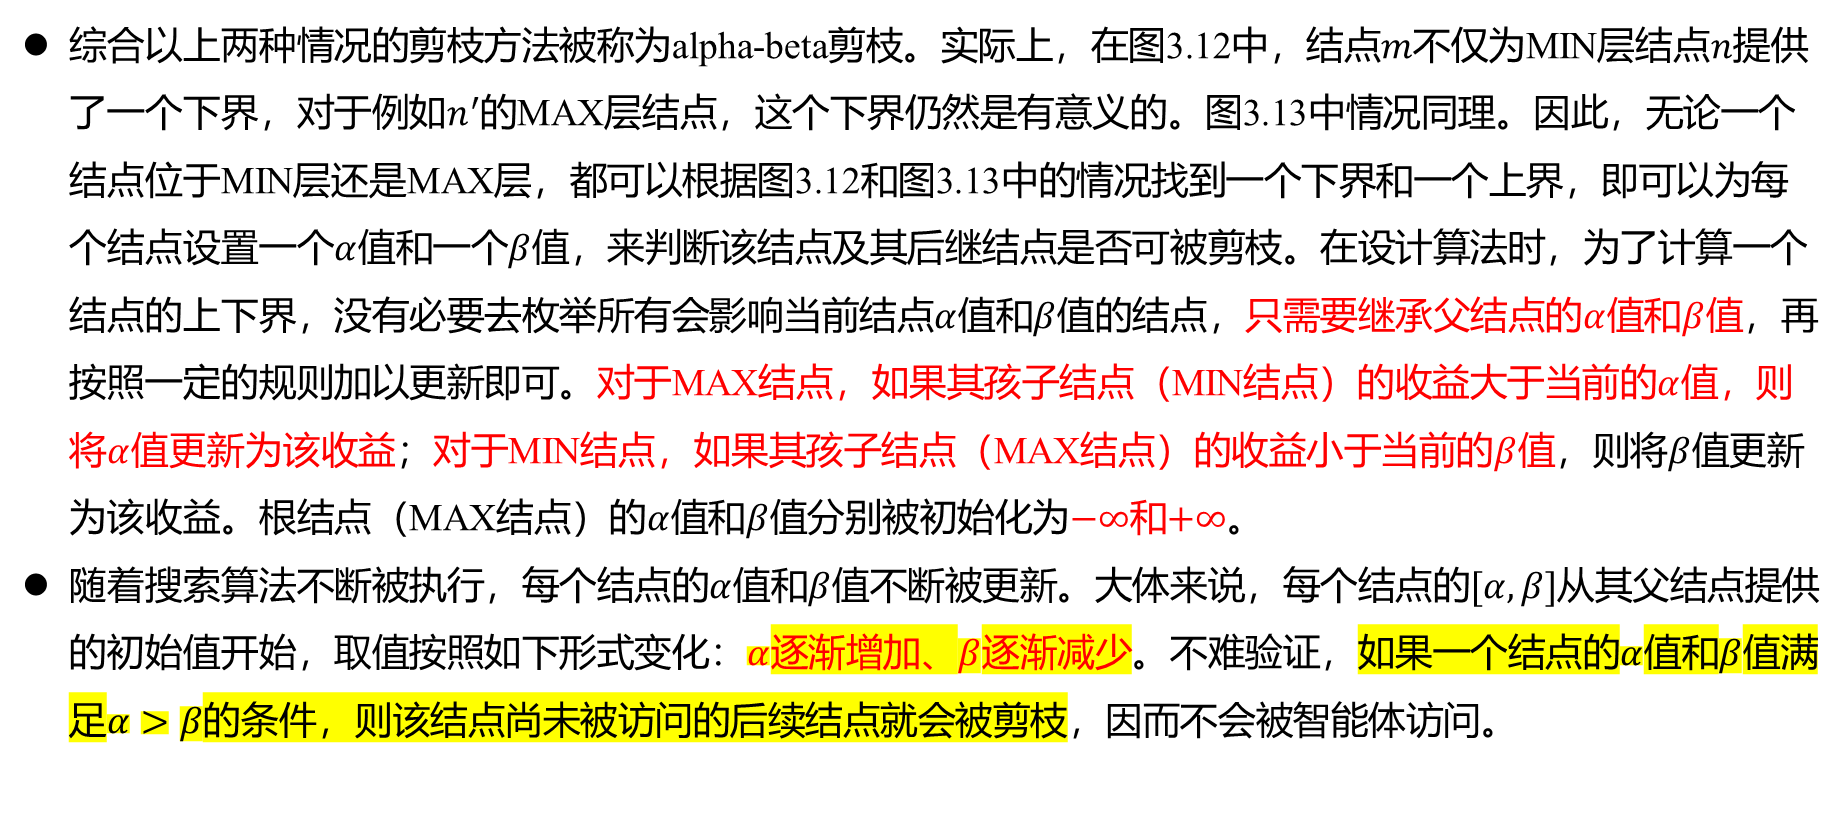 ● 综合以上两种情况的剪枝方法被称为alpha-beta剪枝。实际上，在图3.12中，结点m不仅为MIN层结点n提供
了一个下界，对于例如n′的MAX层结点，这个下界仍然是有意义的。图3.13中情况同理。因此，无论一个
结点位于MIN层还是MAX层，都可以根据图3.12和图3.13中的情况找到一个下界和一个上界，即可以为每
个结点设置一个α值和一个β值，来判断该结点及其后继结点是否可被剪枝。在设计算法时，为了计算一个
结点的上下界，没有必要去枚举所有会影响当前结点α值和β值的结点，只需要继承父结点的α值和β值，再
按照一定的规则加以更新即可。对于MAX结点，如果其孩子结点（MIN结点）的收益大于当前的α值，则
将α值更新为该收益；对于MIN结点，如果其孩子结点（MAX结点）的收益小于当前的β值，则将β值更新
为该收益。根结点（MAX结点）的α值和β值分别被初始化为−∞和+∞。
● 随着搜索算法不断被执行，每个结点的α值和β值不断被更新。大体来说，每个结点的[α, β]从其父结点提供
的初始值开始，取值按照如下形式变化：α逐渐增加、β逐渐减少。不难验证，如果一个结点的α值和β值满
足α > β的条件，则该结点尚未被访问的后续结点就会被剪枝，因而不会被智能体访问。